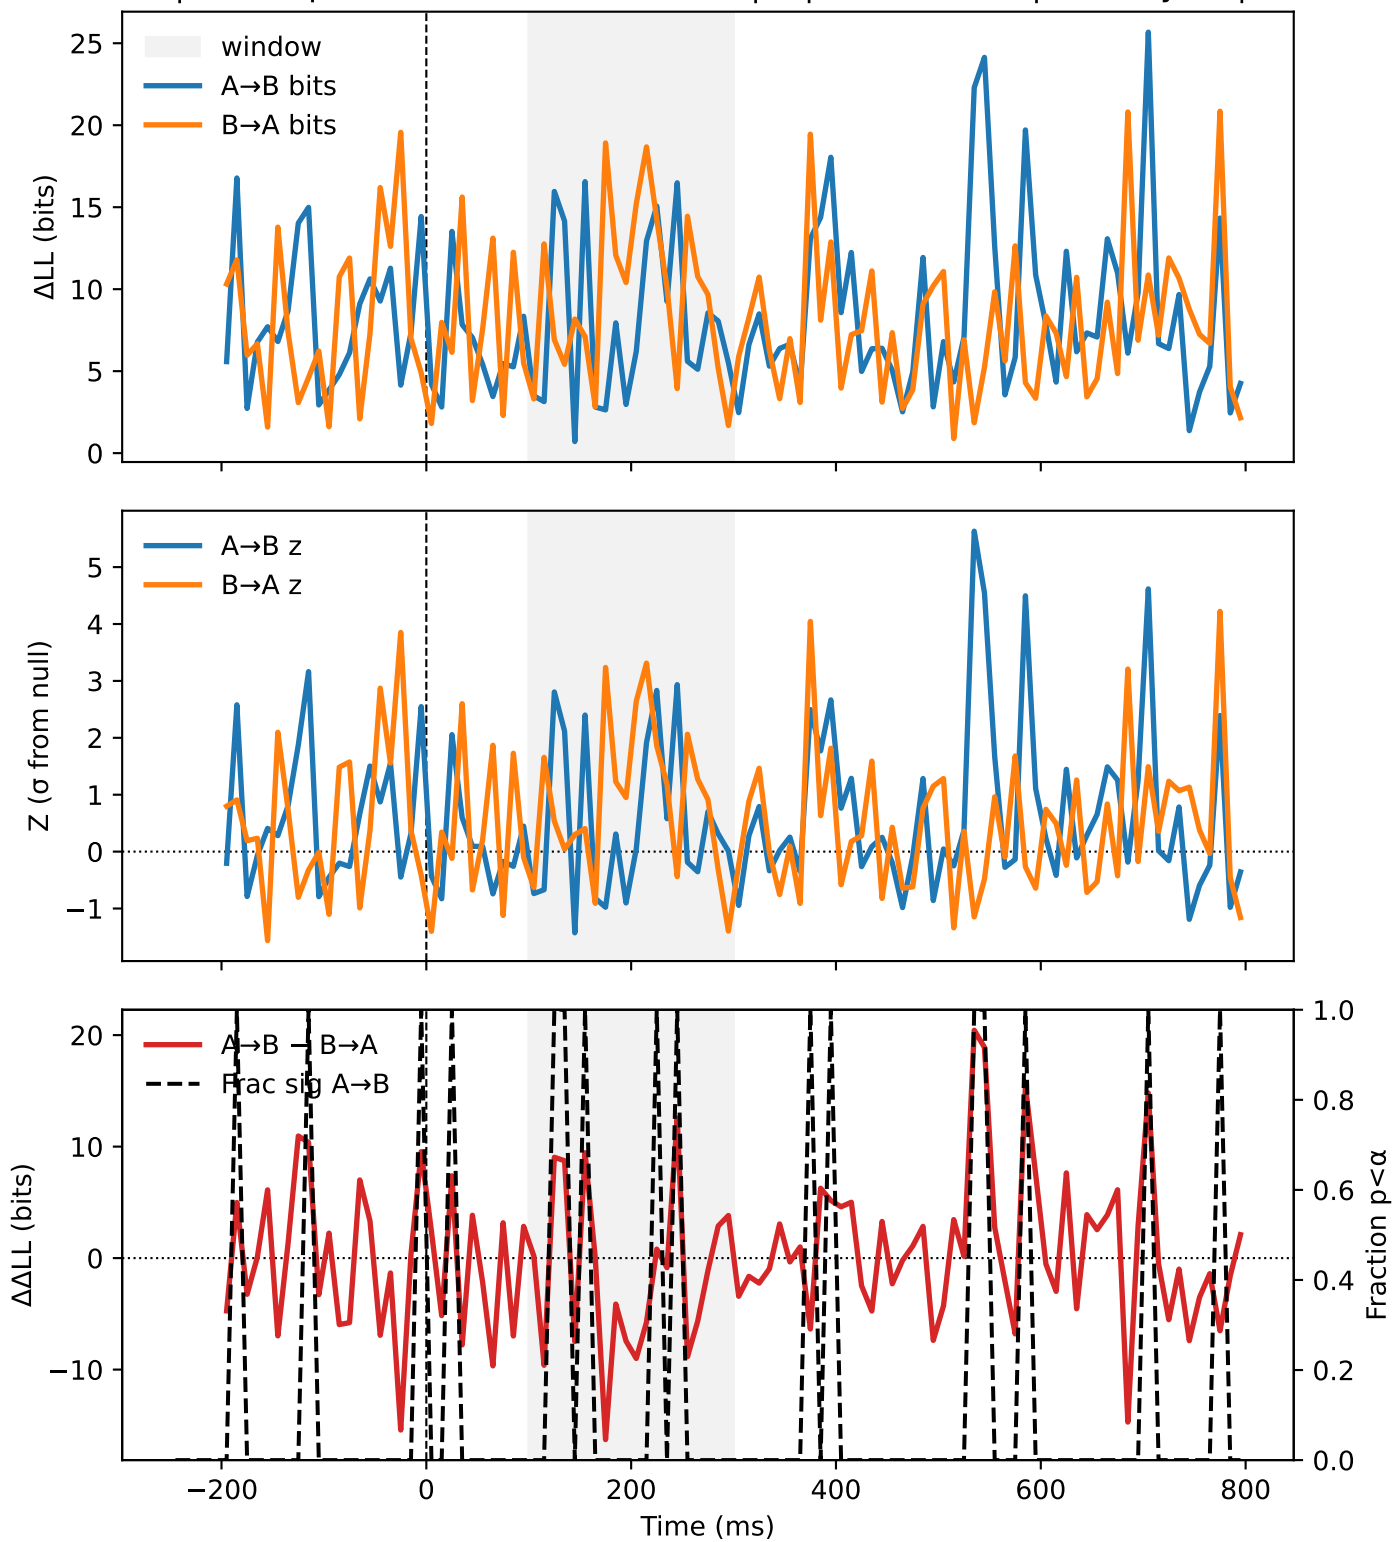 25
20
15
10
5
0
ΔLL (bits)
window
A→B bits
B→A bits
5
4
3
2
1
0
−1
Z (σ from null)
A→B z
B→A z
20
10
0
−10
ΔΔLL (bits)
A→B − B→A
Frac sig A→B
1.0
0.8
0.6
0.4
0.2
0.0
Fraction p<α
−200
0
200
400
600
800
Time (ms)